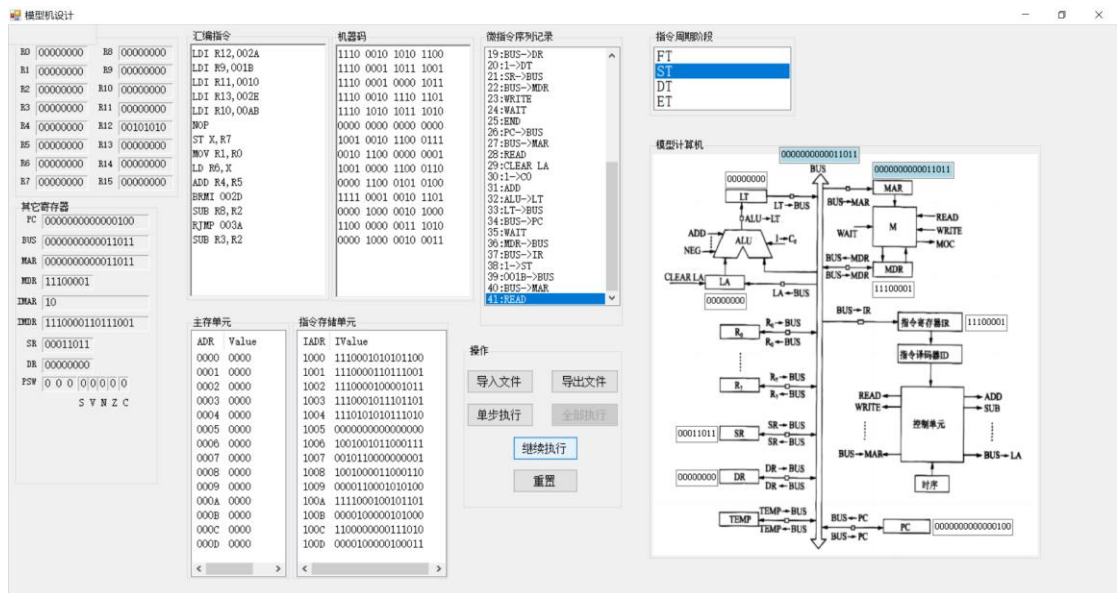 模型机设计
R0 00000000 R8 00000000
R1 00000000 R9 00000000
R2 00000000 R10 00000000
R3 00000000 R11 00000000
R4 00000000 R12 00101010
R5 00000000 R13 00000000
R6 00000000 R14 00000000
R7 00000000 R15 00000000
其它寄存器
PC 0000000000000100
BUS 0000000000011011
MAR 0000000000011011
MDR 11100001
IMAR 10
IMDR 1110000110111001
SR 00011011
DR 00000000
PSW 0 0 0 0 0 0 0 0
S V N Z C
汇编指令
LDI R12,002A
LDI R9,001B
LDI R11,0010
LDI R13,002E
LDI R10,00AB
NOP
ST X,R7
MOV R1,R0
LD R6,X
ADD R4,R5
BRMI 002D
SUB R8,R2
RJMP 003A
SUB R3,R2
机器码
1110 0010 1010 1100
1110 0001 1011 1001
1110 0001 0000 1011
1110 0010 1110 1101
1110 1010 1011 1010
0000 0000 0000 0000
1001 0010 1100 0111
0010 1100 0000 0001
1001 0000 1100 0110
0000 1100 0101 0100
1111 0001 0010 1101
0000 1000 0010 1000
1100 0000 0011 1010
0000 1000 0010 0011
微指令序列记录
19:BUS->DR
20:1->DT
21:SR->BUS
22:BUS->MDR
23:WRITE
24:WAIT
25:END
26:PC->BUS
27:BUS->MAR
28:READ
29:CLEAR LA
30:1->C0
31:ADD
32:ALU->LT
33:LT->BUS
34:BUS->PC
35:WAIT
36:MDR->BUS
37:BUS->IR
38:1->ST
39:001B->BUS
40:BUS->MAR
41:READ
指令周期阶段
FT
ST
DT
ET
主存单元
ADR Value
0000 0000
0001 0000
0002 0000
0003 0000
0004 0000
0005 0000
0006 0000
0007 0000
0008 0000
0009 0000
000A 0000
000B 0000
000C 0000
000D 0000
指令存储单元
IADR IValue
1000 1110001010101100
1001 1110000110111001
1002 1110000100001011
1003 1110001011101101
1004 1110101010111010
1005 0000000000000000
1006 1001001011000111
1007 0010110000000001
1008 1001000011000110
1009 0000110001010100
100A 1111000100101101
100B 0000100000101000
100C 1100000000111010
100D 0000100000100011
操作
导入文件 导出文件
单步执行 全部执行
继续执行
重置
模型计算机
0000000000011011
BUS
00000000
LT
LT→BUS
ALU→LT
ADD
NEG
ALU
1→C₀
CLEAR LA
LA
LA←BUS
00000000
R₀
R₀→BUS
R₀←BUS
R₇
R₇→BUS
R₇←BUS
00011011 SR
SR→BUS
SR←BUS
00000000 DR
DR→BUS
DR←BUS
TEMP
TEMP→BUS
TEMP←BUS
0000000000011011
MAR
BUS→MAR
M
WAIT
READ
WRITE
MOC
BUS←MDR
BUS→MDR
MDR
11100001
BUS→IR
指令寄存器IR 11100001
指令译码器ID
控制单元
READ
WRITE
BUS→MAR
ADD
SUB
BUS→LA
时序
BUS←PC
BUS→PC
PC 0000000000000100